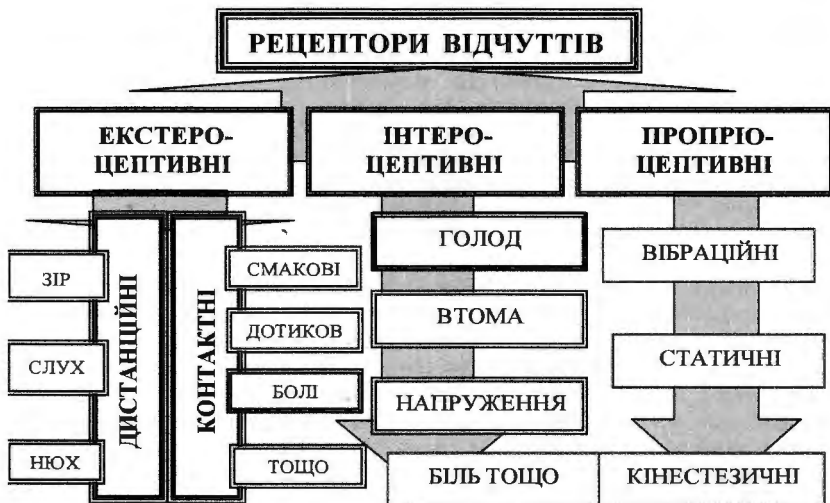 РЕЦЕПТОРИ ВІДЧУТТІВ
ЕКСТЕРО-
ЦЕПТИВНІ
ІНТЕРО-
ЦЕПТИВНІ
ПРОПРІО-
ЦЕПТИВНІ
ДИСТАНЦІЙНІ
ЗІР
СЛУХ
НЮХ
КОНТАКТНІ
СМАКОВІ
ДОТИКОВ
БОЛІ
ТОЩО
ГОЛОД
ВТОМА
НАПРУЖЕННЯ
БІЛЬ ТОЩО
ВІБРАЦІЙНІ
СТАТИЧНІ
КІНЕСТЕЗИЧНІ